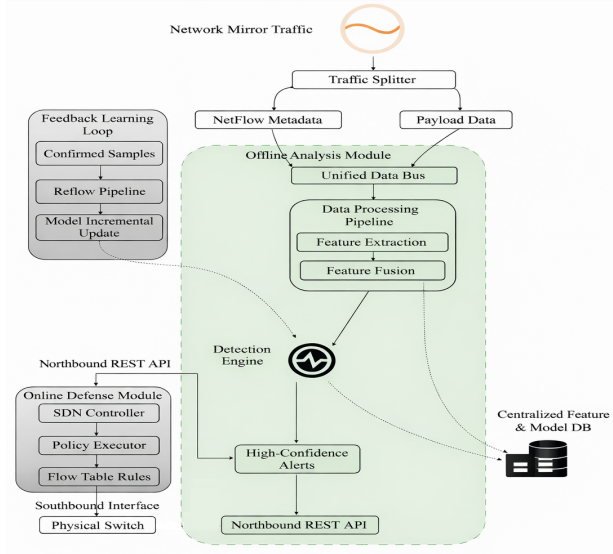 Network Mirror Traffic
Traffic Splitter
NetFlow Metadata
Payload Data
Feedback Learning
Loop
Confirmed Samples
Reflow Pipeline
Model Incremental
Update
Offline Analysis Module
Unified Data Bus
Data Processing
Pipeline
Feature Extraction
Feature Fusion
Detection
Engine
Northbound REST API
Online Defense Module
SDN Controller
Policy Executor
Flow Table Rules
Southbound Interface
Physical Switch
High-Confidence
Alerts
Northbound REST API
Centralized Feature
& Model DB